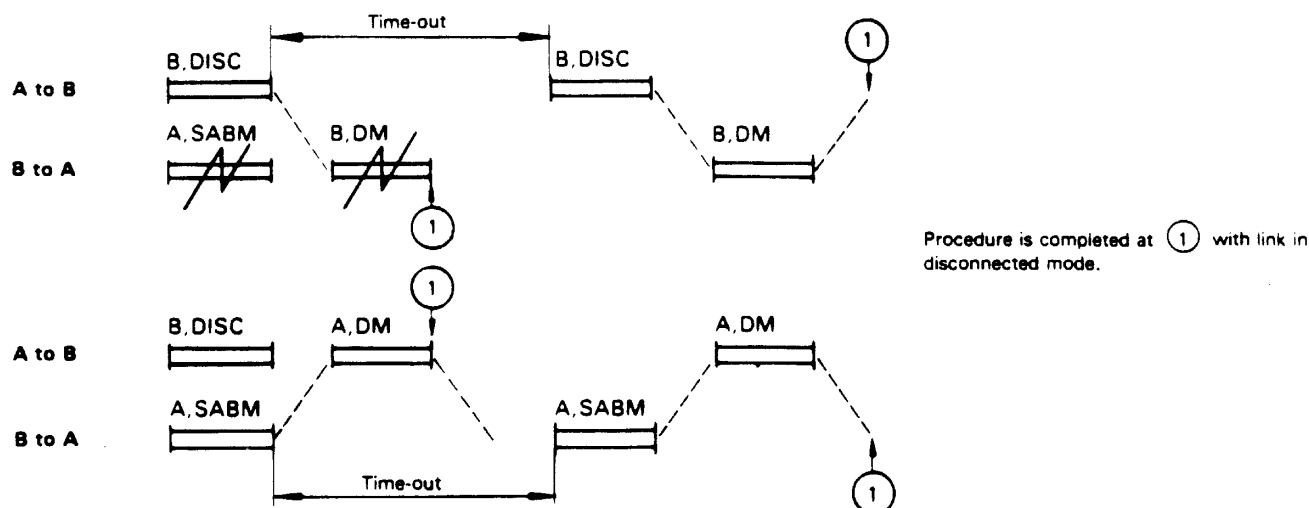 1
Time-out
B,DISC
B,DISC
A to B
A,SABM
B,DM
B,DM
B to A
1
Procedure is completed at 1 with link in
disconnected mode.
1
B,DISC
A,DM
A,DM
A to B
A,SABM
A,SABM
B to A
Time-out
1